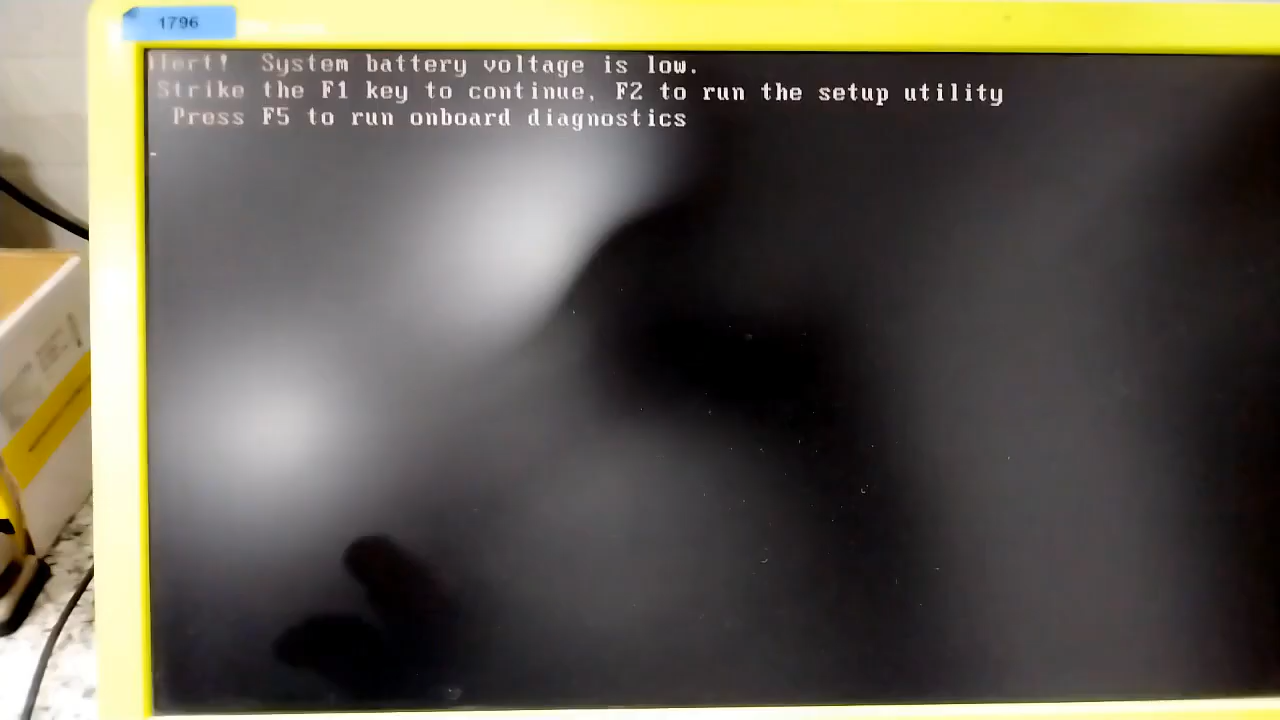 1796
Alert! System battery voltage is low.
Strike the F1 key to continue, F2 to run the setup utility
Press F5 to run onboard diagnostics